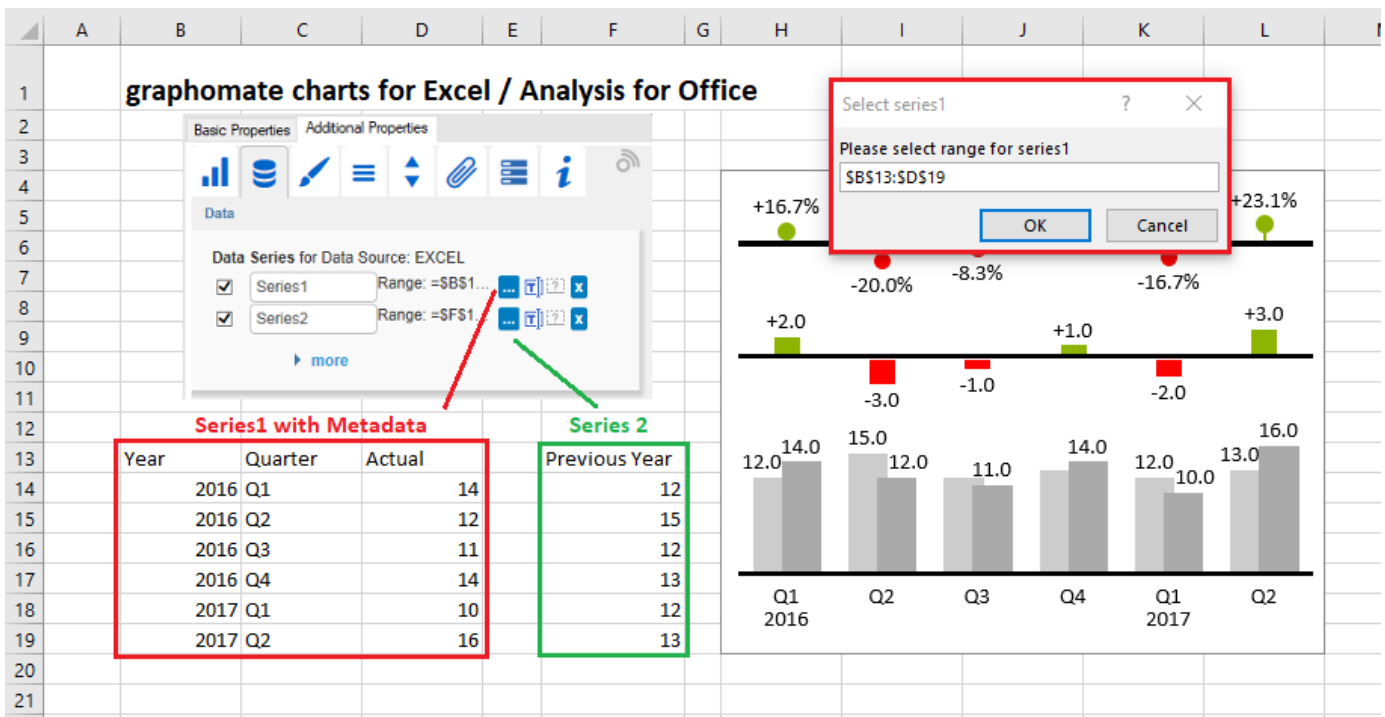 A B C D E F G H I J K L
1 graphomate charts for Excel / Analysis for Office
2
3
4
5
6
7
8
9
10
11
12
13
14
15
16
17
18
19
20
21
Basic Properties Additional Properties
Data
Data Series for Data Source: EXCEL
Series1 Range: =$B$1... ... T ? x
Series2 Range: =$F$1... ... T ? x
more
Series1 with Metadata Series 2
Year Quarter Actual Previous Year
2016 Q1 14 12
2016 Q2 12 15
2016 Q3 11 12
2016 Q4 14 13
2017 Q1 10 12
2017 Q2 16 13
Select series1 ? ×
Please select range for series1
$B$13:$D$19
OK Cancel
+16.7% +23.1%
-20.0% -8.3% -16.7%
+2.0 +1.0 +3.0
-3.0 -1.0 -2.0
12.0 14.0 15.0 12.0 11.0 14.0 12.0 10.0 13.0 16.0
Q1 Q2 Q3 Q4 Q1 Q2
2016 2017